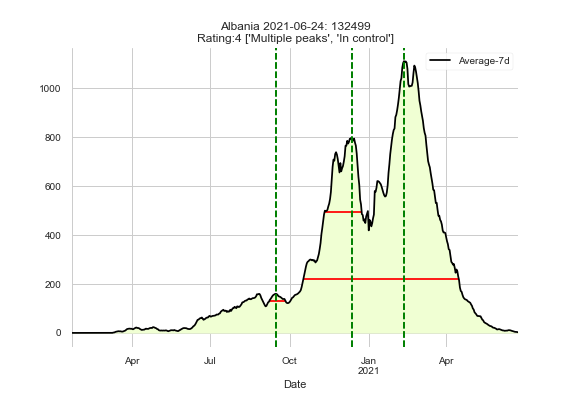 Albania 2021-06-24: 132499
Rating:4 ['Multiple peaks', 'In control']
Average-7d
1000
800
600
400
200
0
Apr
Jul
Oct
Jan
2021
Apr
Date